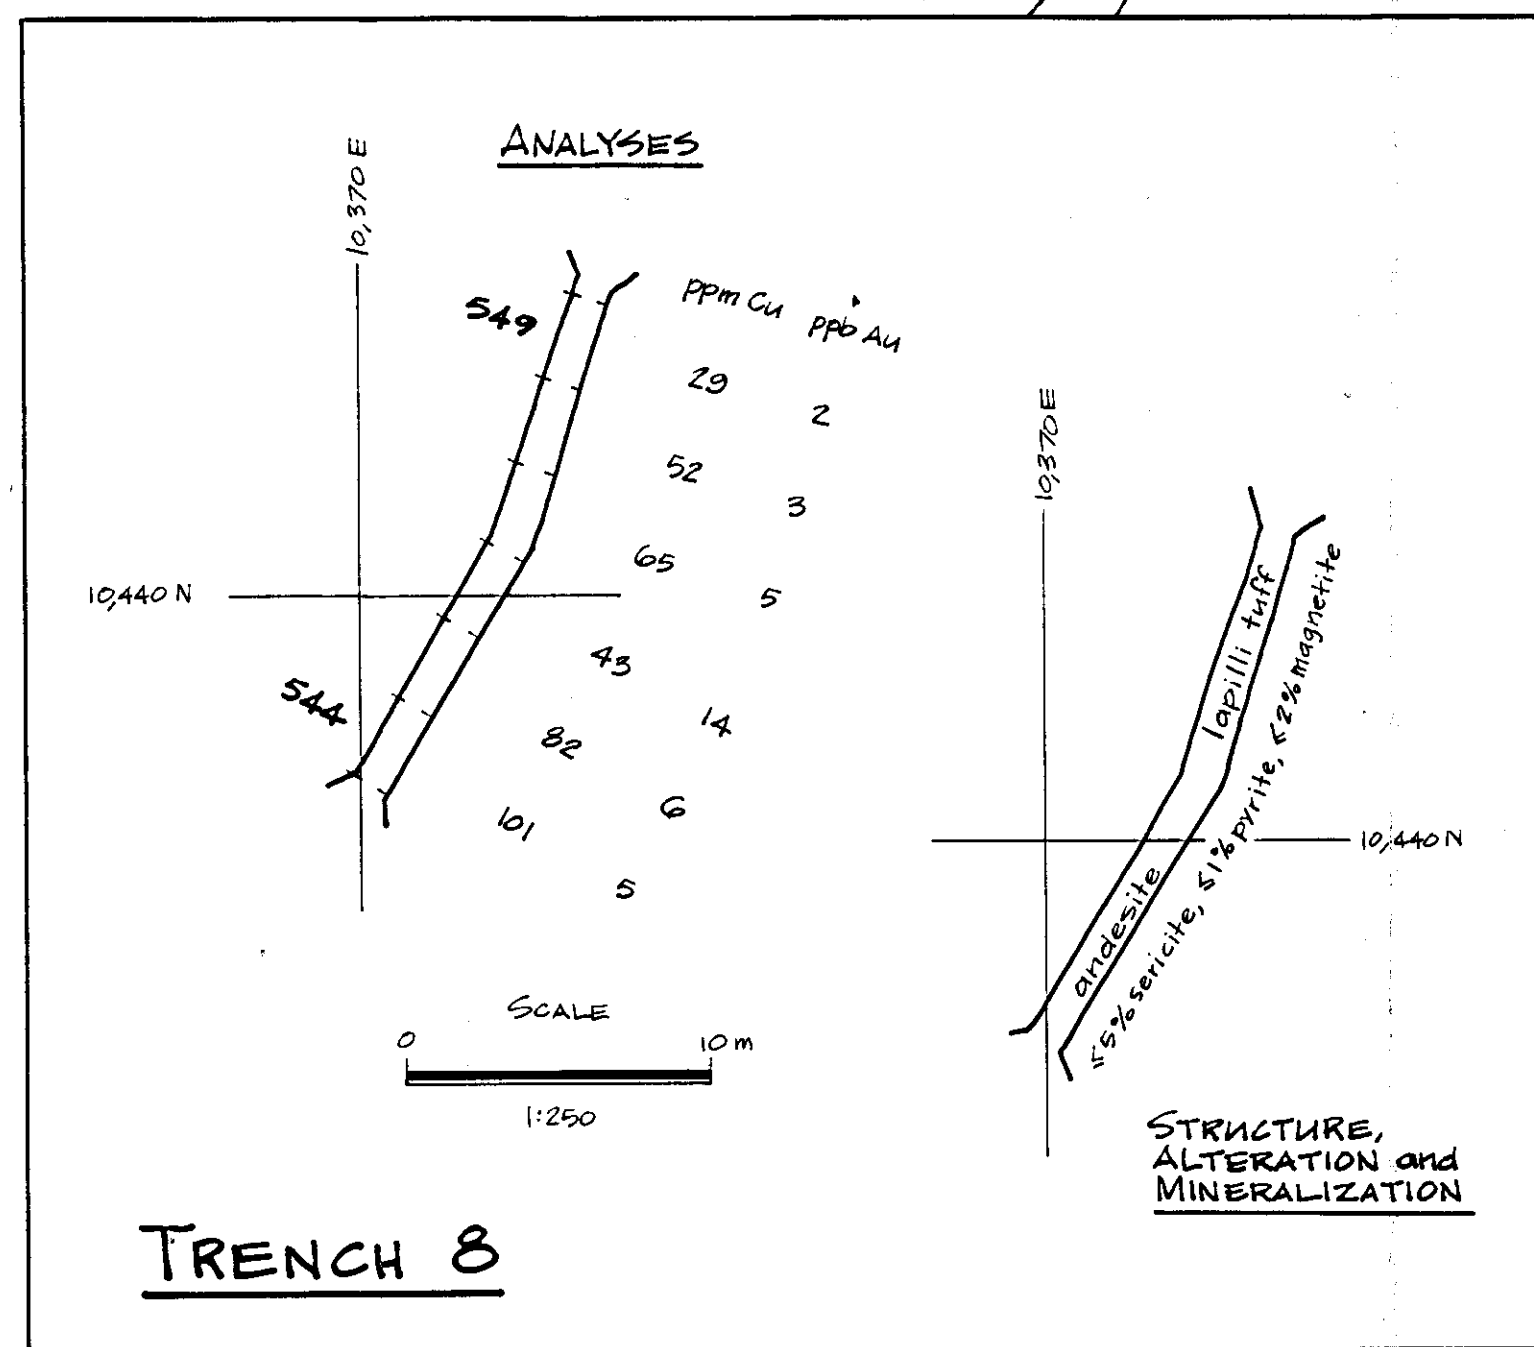 ANALYSES
10,370 E
549
ppm Cu ppb Au
29 2
52 3
65 5
10,440 N
43 14
544
82 6
101 5
SCALE
0 10 m
1:250
TRENCH 8
10,370 E
lapilli tuff
andesite
≤5% sericite, ≤1% pyrite, ≤2% magnetite
10,440 N
STRUCTURE,
ALTERATION and
MINERALIZATION